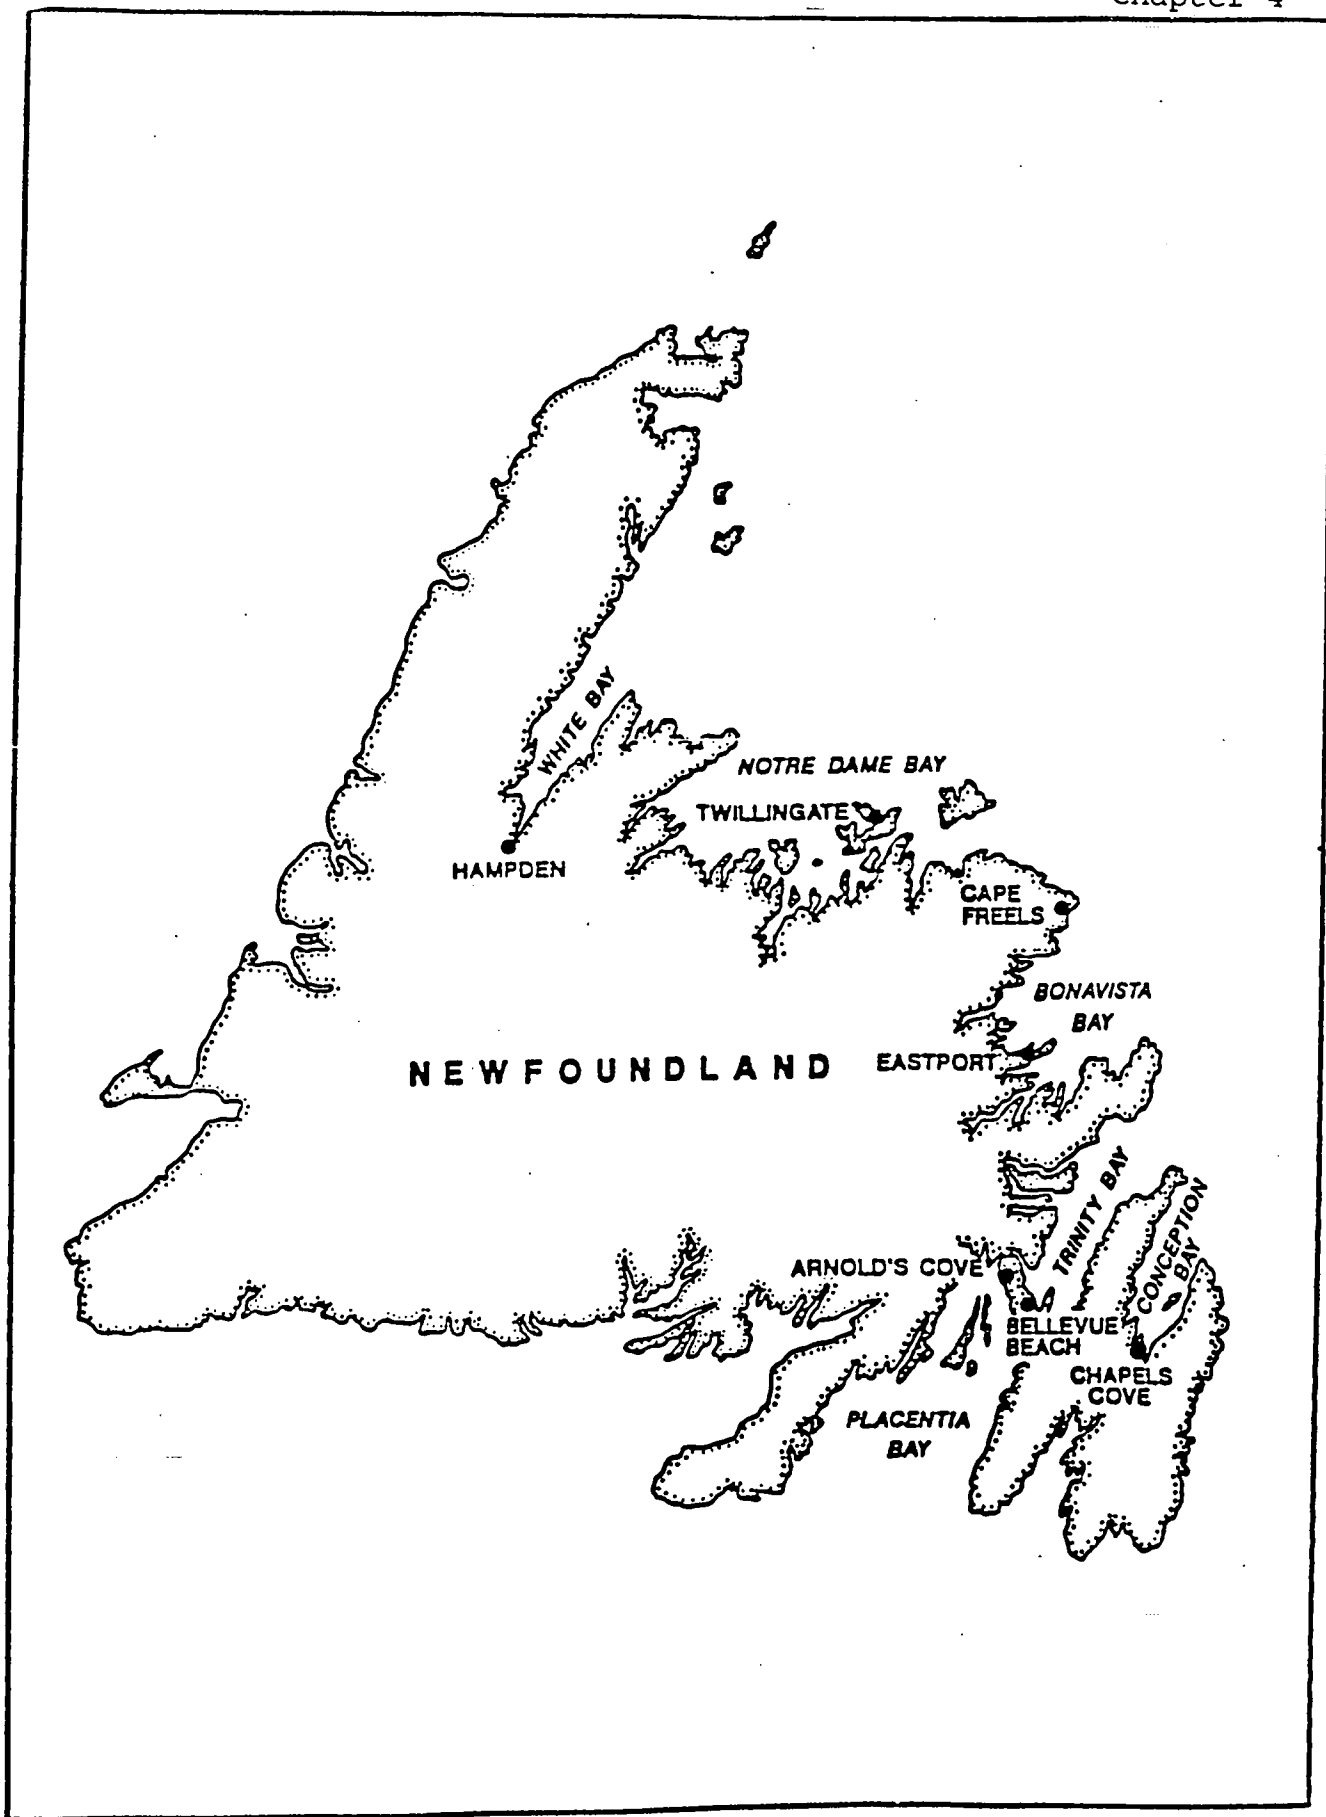 Chapter 4
WHITE BAY
NOTRE DAME BAY
TWILLINGATE
HAMPDEN
CAPE
FREELS
BONAVISTA
BAY
EASTPORT
NEWFOUNDLAND
TRINITY BAY
CONCEPTION
BAY
ARNOLD'S COVE
BELLEVUE
BEACH
CHAPELS
COVE
PLACENTIA
BAY